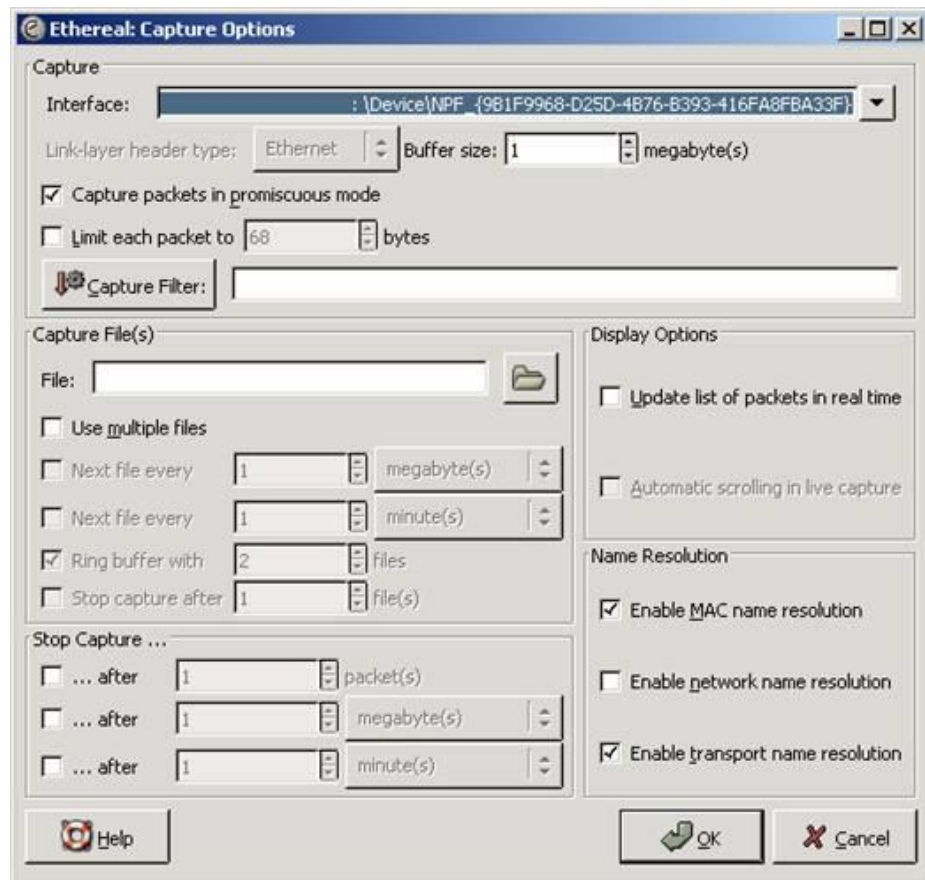 Ethereal: Capture Options
Capture
Interface: : \Device\NPF_{9B1F9968-D25D-4B76-B393-416FA8FBA33F}
Link-layer header type: Ethernet Buffer size: 1 megabyte(s)
Capture packets in promiscuous mode
Limit each packet to 68 bytes
Capture Filter:
Capture File(s)
File:
Use multiple files
Next file every 1 megabyte(s)
Next file every 1 minute(s)
Ring buffer with 2 files
Stop capture after 1 file(s)
Stop Capture ...
... after 1 packet(s)
... after 1 megabyte(s)
... after 1 minute(s)
Display Options
Update list of packets in real time
Automatic scrolling in live capture
Name Resolution
Enable MAC name resolution
Enable network name resolution
Enable transport name resolution
Help OK Cancel